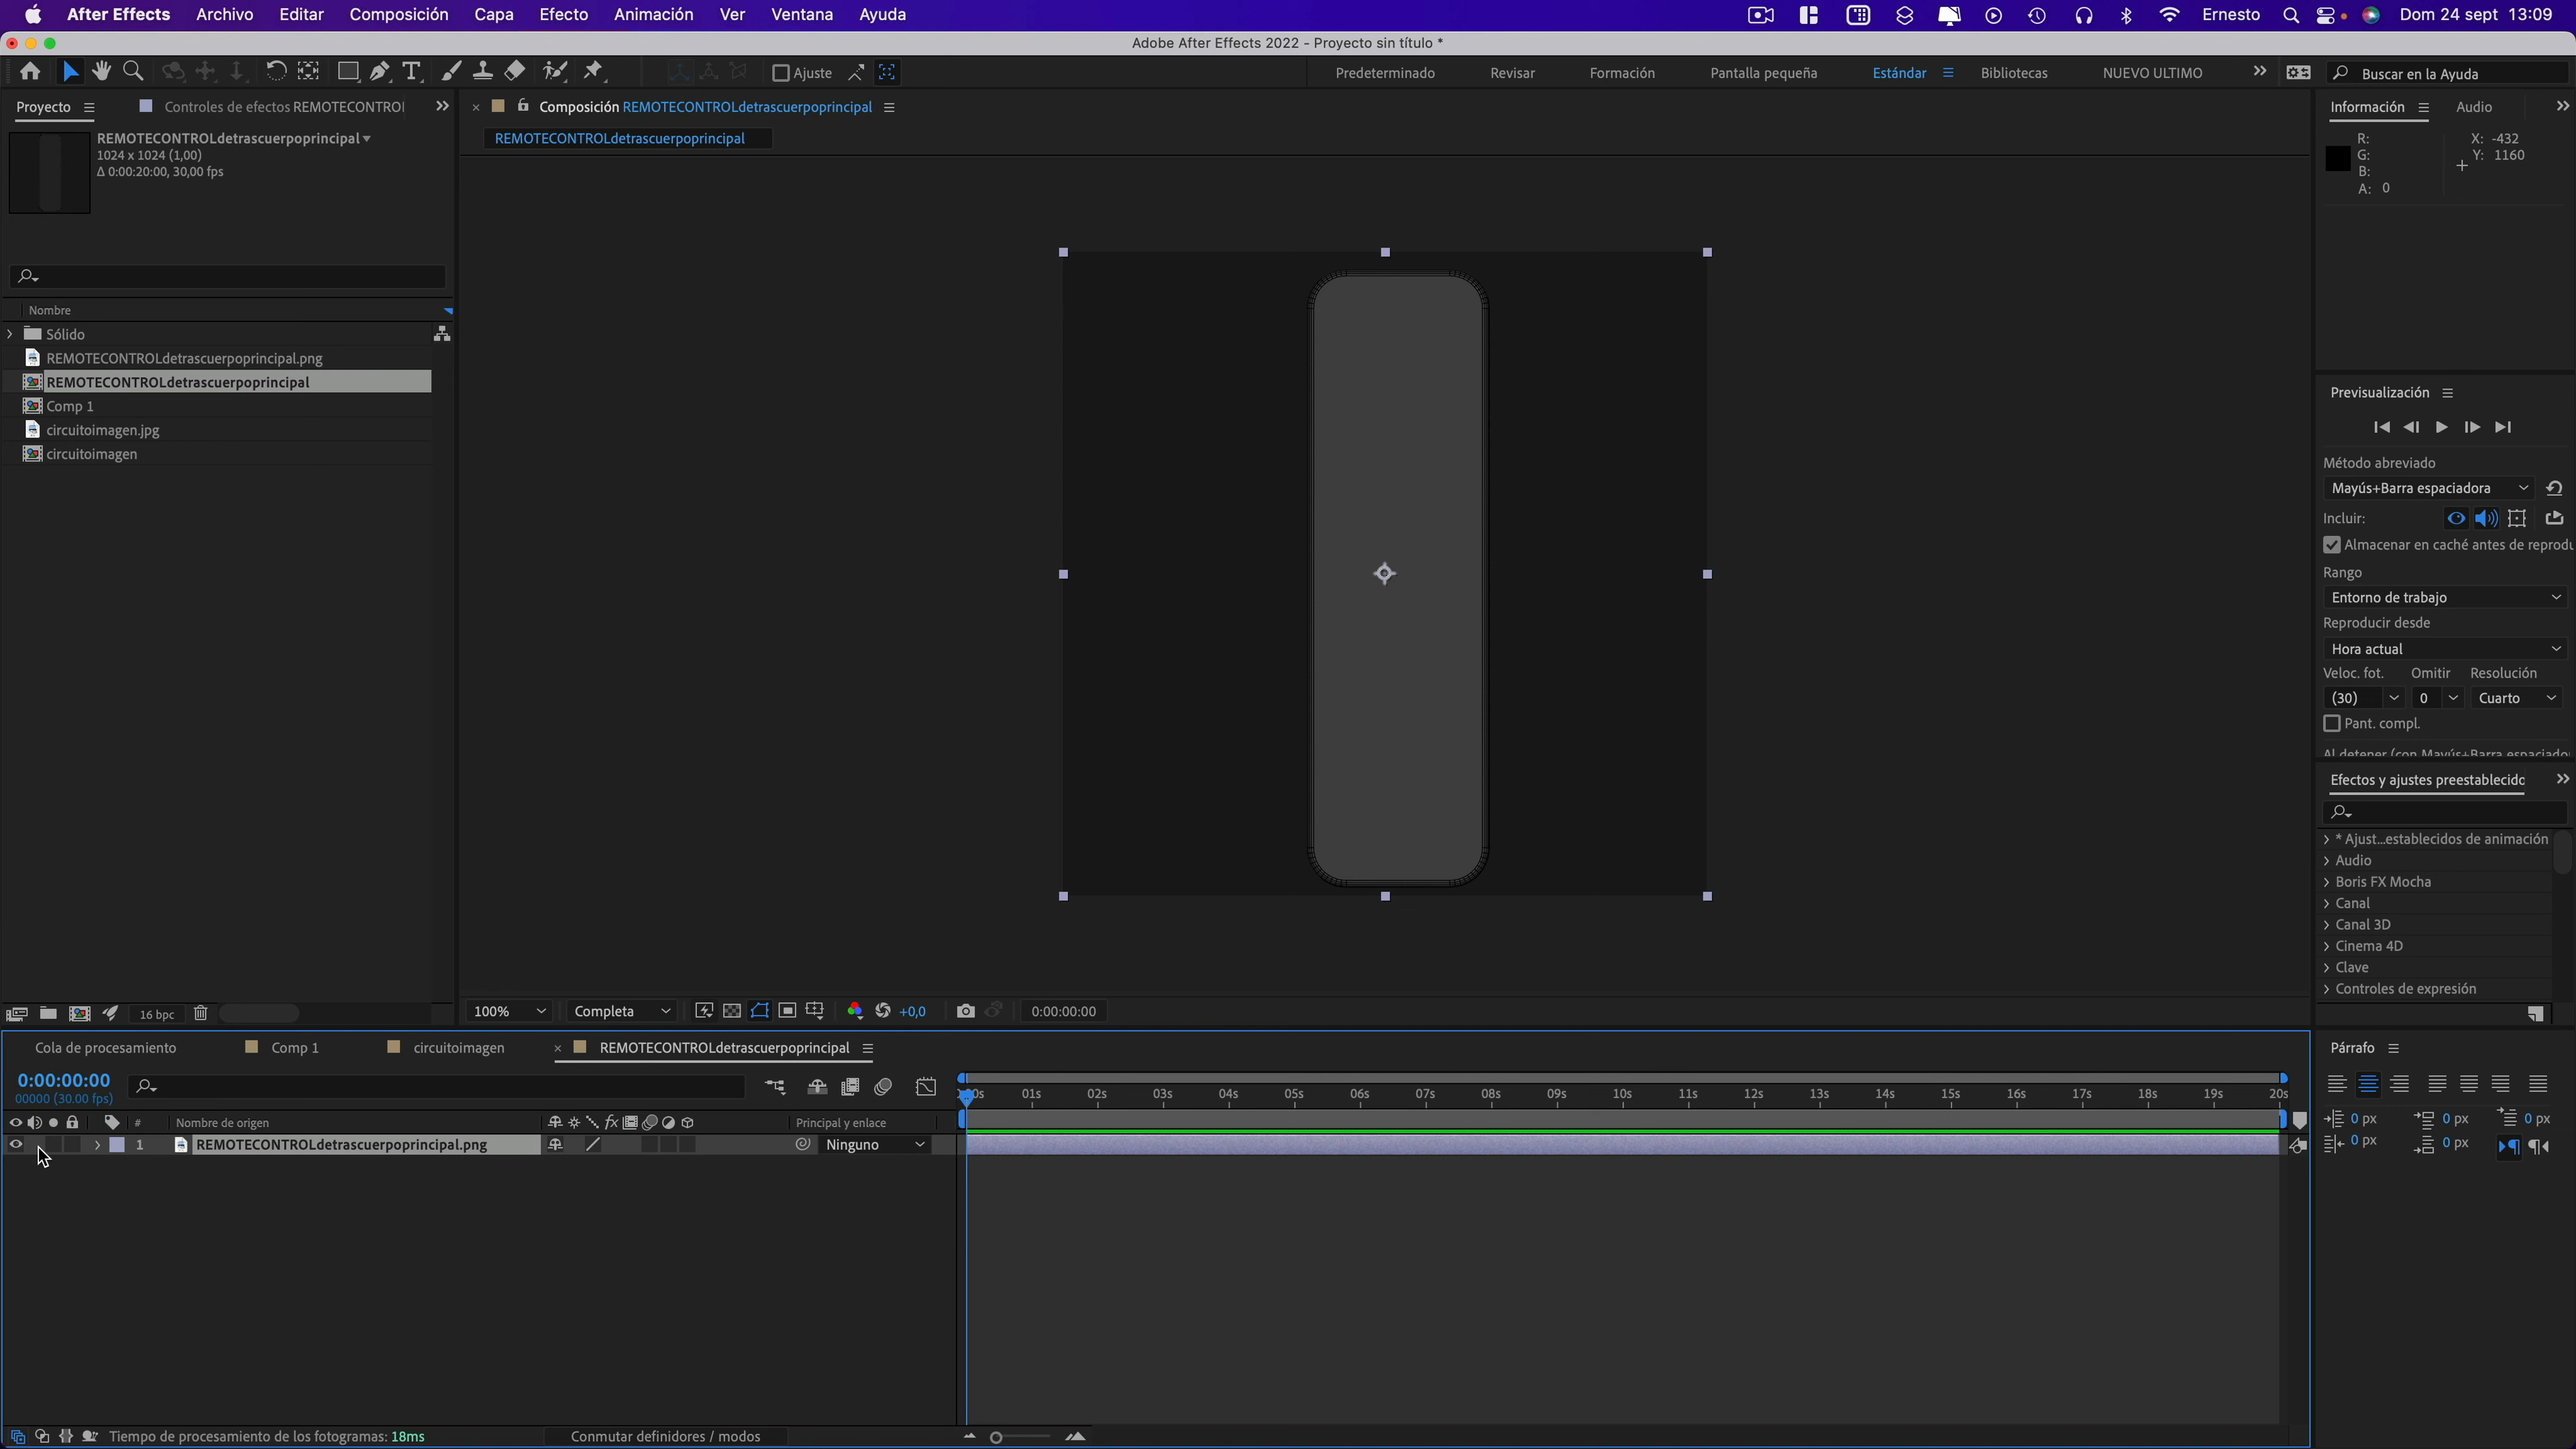 After Effects Archivo Editar Composición Capa Efecto Animación Ver Ventana Ayuda Ernesto Dom 24 sept 13:09
Adobe After Effects 2022 - Proyecto sin título *
Ajuste Predeterminado Revisar Formación Pantalla pequeña Estándar Bibliotecas NUEVO ULTIMO Buscar en la Ayuda
Proyecto Controles de efectos REMOTECONTROL
REMOTECONTROLdetrascuerpoprincipal
1024 x 1024 (1,00)
Δ 0:00:20:00, 30,00 fps
Nombre
Sólido
REMOTECONTROLdetrascuerpoprincipal.png
REMOTECONTROLdetrascuerpoprincipal
Comp 1
circuitoimagen.jpg
circuitoimagen
16 bpc
Composición REMOTECONTROLdetrascuerpoprincipal
REMOTECONTROLdetrascuerpoprincipal
100% Completa +0,0 0:00:00:00
Información Audio
R: X: -432
G: Y: 1160
B:
A: 0
Previsualización
Método abreviado
Mayús+Barra espaciadora
Incluir:
Almacenar en caché antes de reprodu
Rango
Entorno de trabajo
Reproducir desde
Hora actual
Veloc. fot. Omitir Resolución
(30) 0 Cuarto
Pant. compl.
Al detener (con Mayús+Barra espaciado
Efectos y ajustes preestablecidc
* Ajust...establecidos de animación
Audio
Boris FX Mocha
Canal
Canal 3D
Cinema 4D
Clave
Controles de expresión
Párrafo
0 px 0 px 0 px
0 px 0 px
Cola de procesamiento Comp 1 circuitoimagen REMOTECONTROLdetrascuerpoprincipal
0:00:00:00
00000 (30.00 fps)
0s 01s 02s 03s 04s 05s 06s 07s 08s 09s 10s 11s 12s 13s 14s 15s 16s 17s 18s 19s 20s
# Nombre de origen fx Principal y enlace
1 REMOTECONTROLdetrascuerpoprincipal.png Ninguno
Tiempo de procesamiento de los fotogramas: 18ms Conmutar definidores / modos